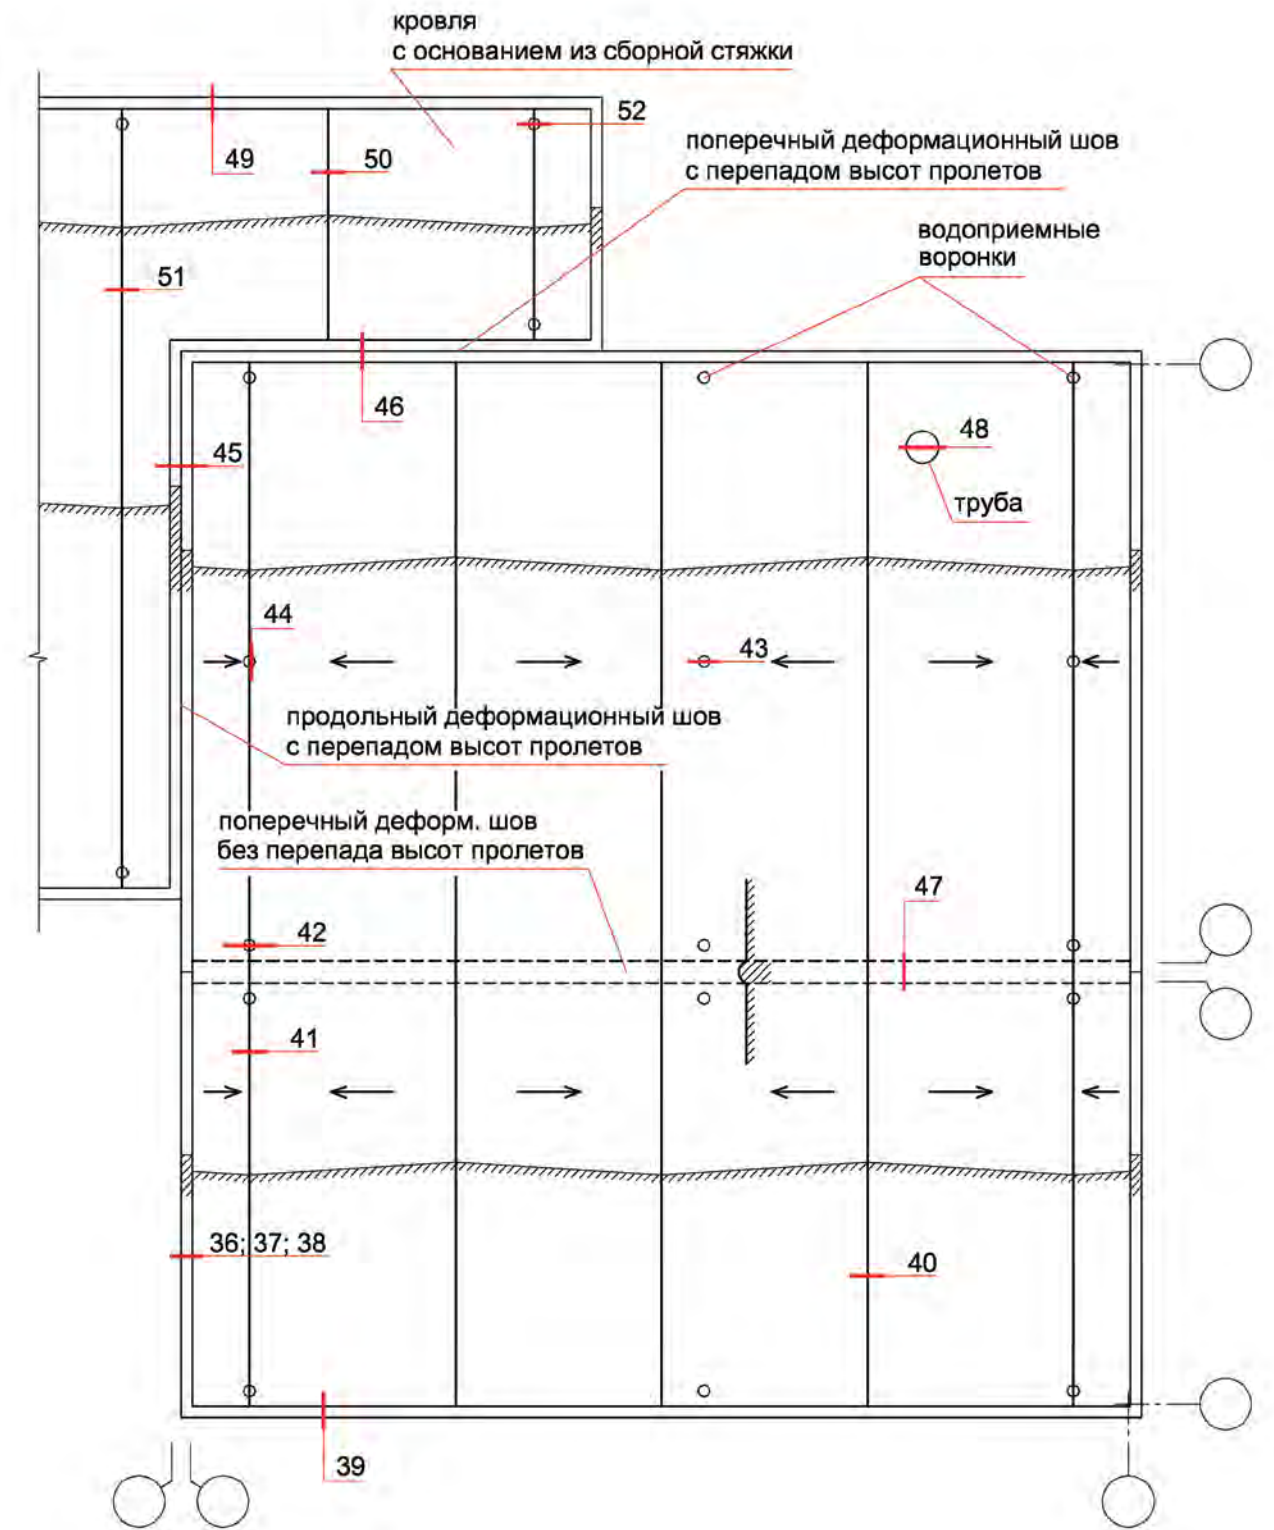 кровля
с основанием из сборной стяжки
52
поперечный деформационный шов
с перепадом высот пролетов
49
50
водоприемные
воронки
51
46
45
48
труба
44
43
продольный деформационный шов
с перепадом высот пролетов
поперечный деформ. шов
без перепада высот пролетов
47
42
41
36; 37; 38
40
39